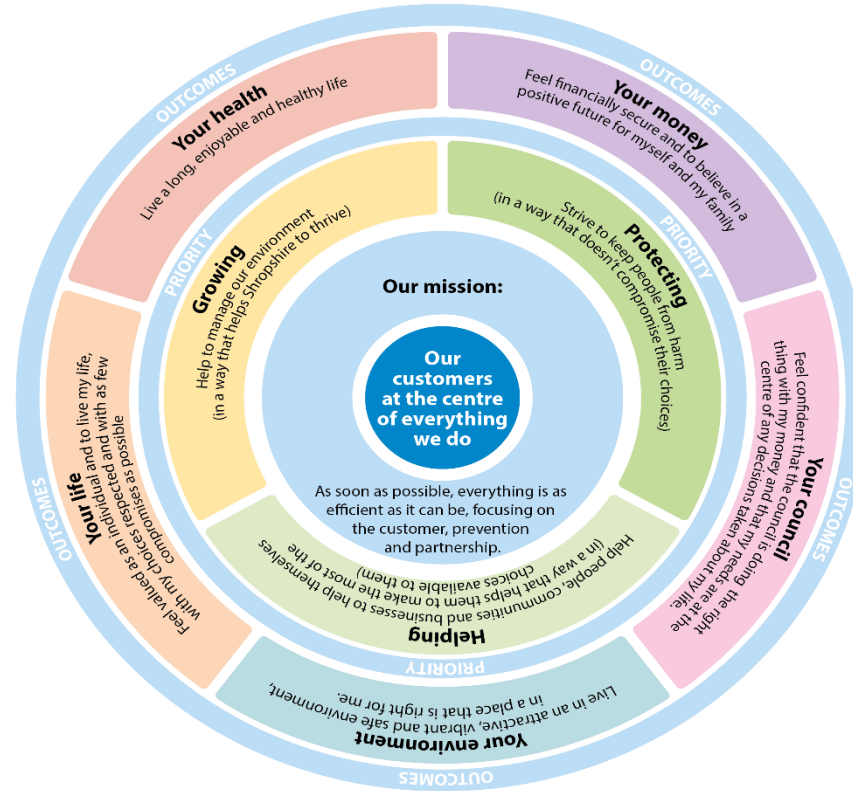 OUTCOMES
Your health
Live a long, enjoyable and healthy life
OUTCOMES
Your money
Feel financially secure and to believe in a
positive future for myself and my family
OUTCOMES
Your council
Feel confident that the council is doing the right
thing with my money and that my needs are at the
centre of any decisions taken about my life.
OUTCOMES
Your environment
Live in an attractive, vibrant and safe environment,
in a place that is right for me.
OUTCOMES
Your life
Feel valued as an individual and to live my life,
with my choices respected and with as few
compromises as possible
PRIORITY
Growing
Help to manage our environment
(in a way that helps Shropshire to thrive)
PRIORITY
Protecting
Strive to keep people from harm
(in a way that doesn't compromise their choices)
PRIORITY
Helping
Help people, communities and businesses to help themselves
(in a way that helps them to make the most of the
choices available to them)
Our mission:
Our
customers
at the centre
of everything
we do
As soon as possible, everything is as
efficient as it can be, focusing on
the customer, prevention
and partnership.